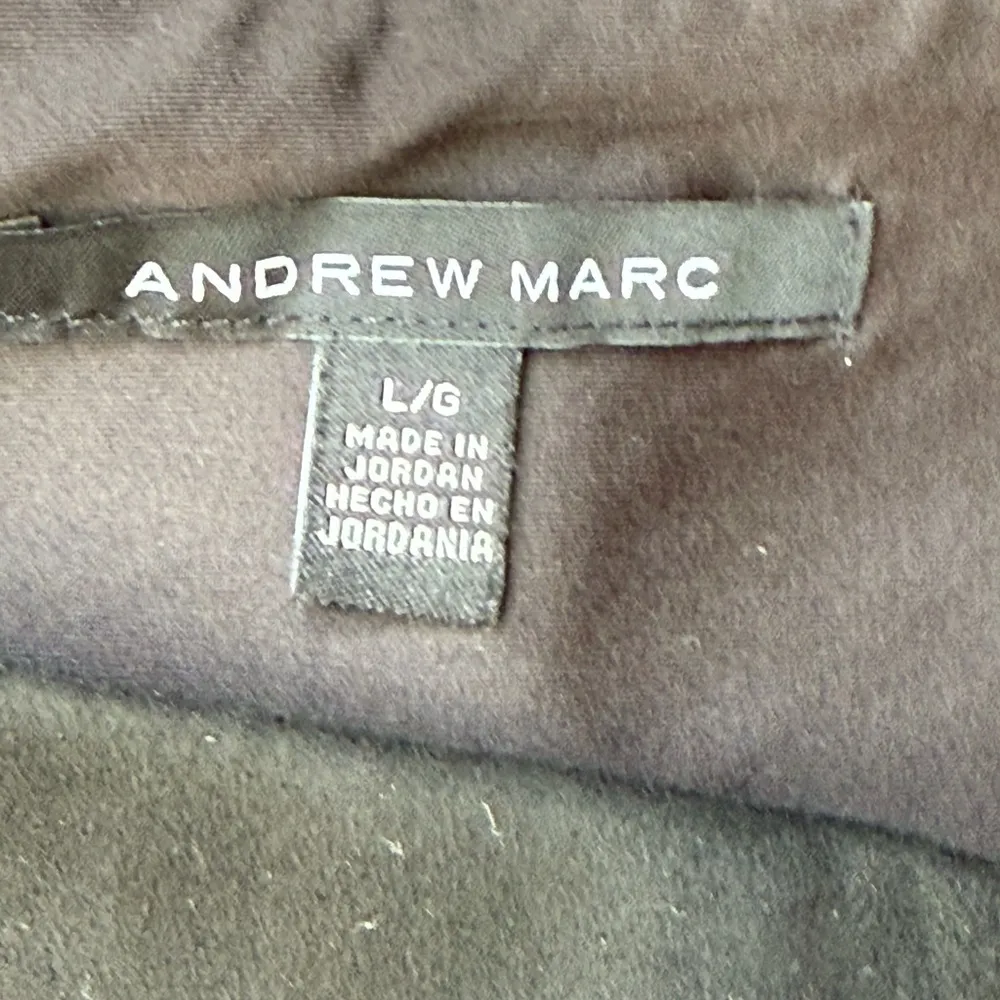 ANDREW MARC
L/G
MADE IN
JORDAN
HECHO EN
JORDANIA